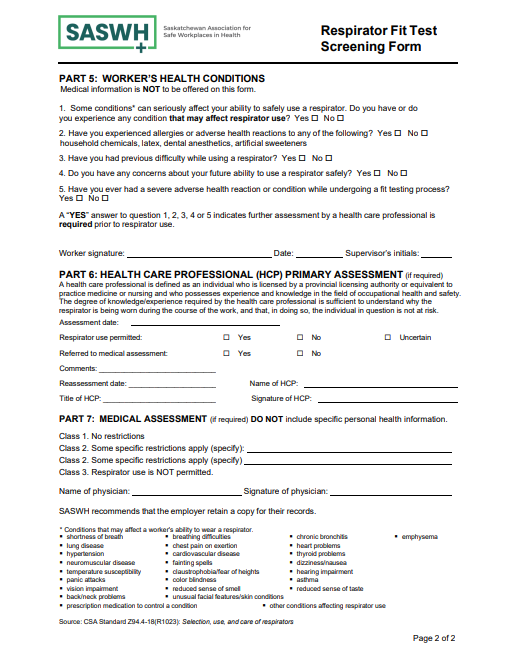 SASWH
Saskatchewan Association for
Safe Workplaces in Health
Respirator Fit Test
Screening Form
PART 5: WORKER'S HEALTH CONDITIONS
Medical information is NOT to be offered on this form.
1. Some conditions* can seriously affect your ability to safely use a respirator. Do you have or do
you experience any condition that may affect respirator use? Yes ☐ No ☐
2. Have you experienced allergies or adverse health reactions to any of the following? Yes ☐ No ☐
household chemicals, latex, dental anesthetics, artificial sweeteners
3. Have you had previous difficulty while using a respirator? Yes ☐ No ☐
4. Do you have any concerns about your future ability to use a respirator safely? Yes ☐ No ☐
5. Have you ever had a severe adverse health reaction or condition while undergoing a fit testing process?
Yes ☐ No ☐
A "YES" answer to question 1, 2, 3, 4 or 5 indicates further assessment by a health care professional is
required prior to respirator use.
Worker signature: ____ Date: ____ Supervisor's initials: ____
PART 6: HEALTH CARE PROFESSIONAL (HCP) PRIMARY ASSESSMENT (if required)
A health care professional is defined as an individual who is licensed by a provincial licensing authority or equivalent to
practice medicine or nursing and who possesses experience and knowledge in the field of occupational health and safety.
The degree of knowledge/experience required by the health care professional is sufficient to understand why the
respirator is being worn during the course of the work, and that, in doing so, the individual in question is not at risk.
Assessment date: ____
Respirator use permitted: ☐ Yes ☐ No ☐ Uncertain
Referred to medical assessment: ☐ Yes ☐ No
Comments: ____
Reassessment date: ____ Name of HCP: ____
Title of HCP: ____ Signature of HCP: ____
PART 7: MEDICAL ASSESSMENT (if required) DO NOT include specific personal health information.
Class 1. No restrictions
Class 2. Some specific restrictions apply (specify): ____
Class 2. Some specific restrictions apply (specify) ____
Class 3. Respirator use is NOT permitted.
Name of physician: ____ Signature of physician: ____
SASWH recommends that the employer retain a copy for their records.
* Conditions that may affect a worker's ability to wear a respirator.
• shortness of breath • breathing difficulties • chronic bronchitis • emphysema
• lung disease • chest pain on exertion • heart problems
• hypertension • cardiovascular disease • thyroid problems
• neuromuscular disease • fainting spells • dizziness/nausea
• temperature susceptibility • claustrophobia/fear of heights • hearing impairment
• panic attacks • color blindness • asthma
• vision impairment • reduced sense of smell • reduced sense of taste
• back/neck problems • unusual facial features/skin conditions
• prescription medication to control a condition • other conditions affecting respirator use
Source: CSA Standard Z94.4-18(R1023): Selection, use, and care of respirators
Page 2 of 2